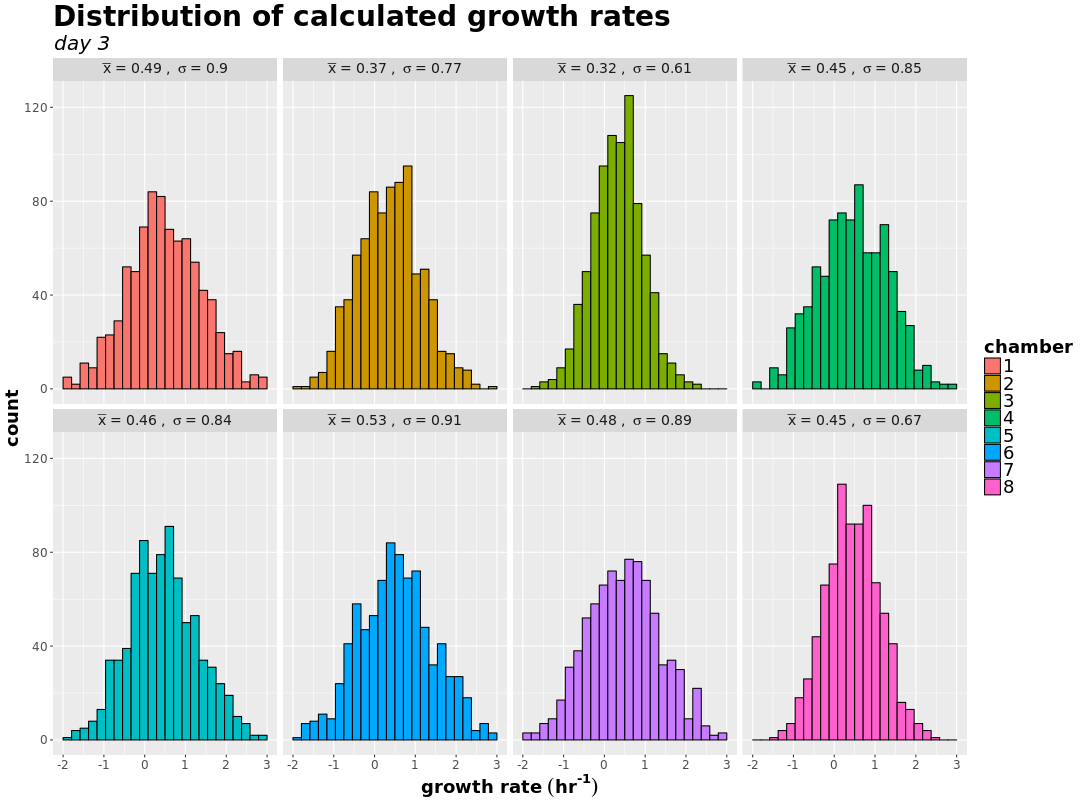 Distribution of calculated growth rates
day 3
x̅ = 0.49 , σ = 0.9
x̅ = 0.37 , σ = 0.77
x̅ = 0.32 , σ = 0.61
x̅ = 0.45 , σ = 0.85
120
80
40
0
x̅ = 0.46 , σ = 0.84
x̅ = 0.53 , σ = 0.91
x̅ = 0.48 , σ = 0.89
x̅ = 0.45 , σ = 0.67
120
80
40
0
-2 -1 0 1 2 3
-2 -1 0 1 2 3
-2 -1 0 1 2 3
-2 -1 0 1 2 3
growth rate (hr⁻¹)
count
chamber
1
2
3
4
5
6
7
8